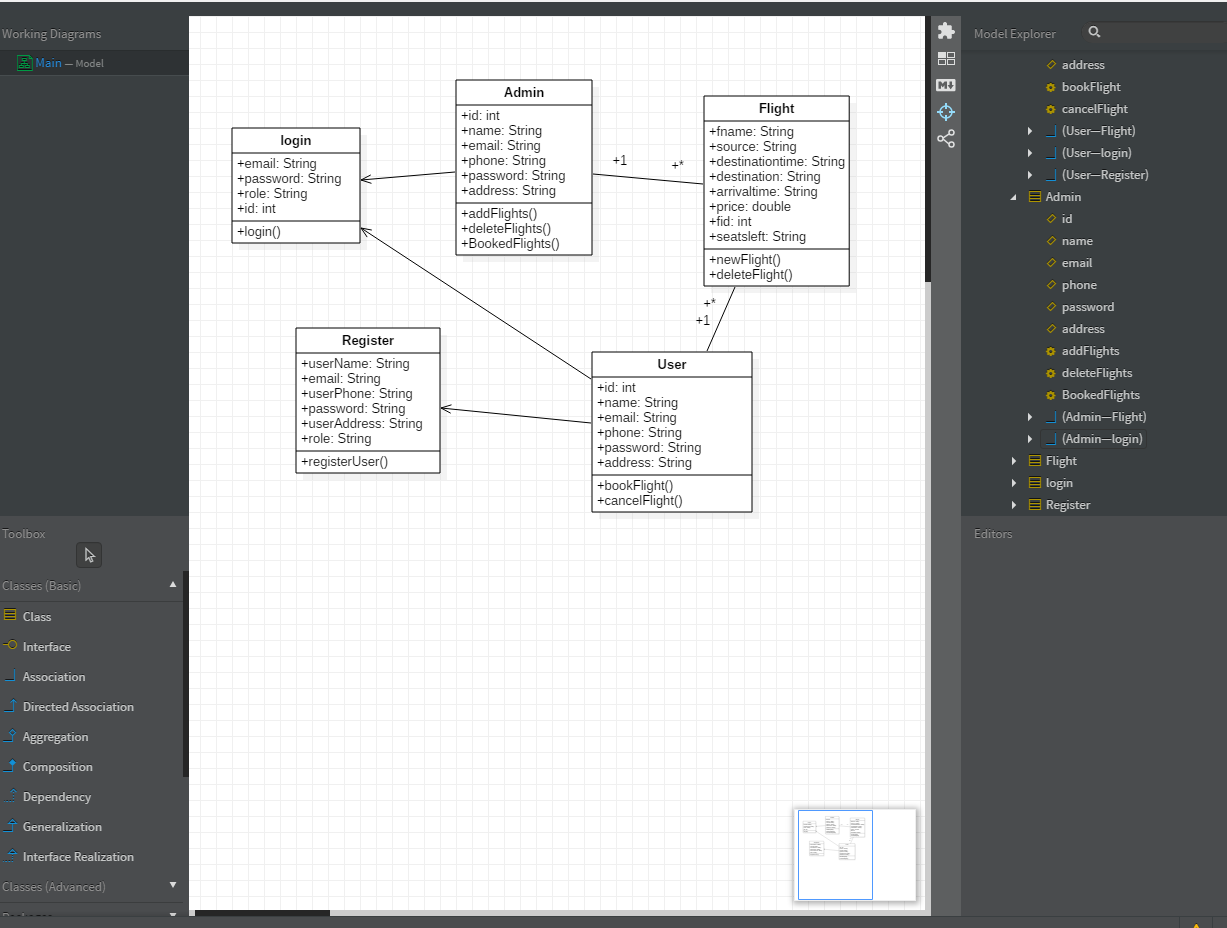 Working Diagrams
Main — Model
Toolbox
Classes (Basic)
Class
Interface
Association
Directed Association
Aggregation
Composition
Dependency
Generalization
Interface Realization
Classes (Advanced)
login
+email: String
+password: String
+role: String
+id: int
+login()
Admin
+id: int
+name: String
+email: String
+phone: String
+password: String
+address: String
+addFlights()
+deleteFlights()
+BookedFlights()
+1
+*
Flight
+fname: String
+source: String
+destinationtime: String
+destination: String
+arrivaltime: String
+price: double
+fid: int
+seatsleft: String
+newFlight()
+deleteFlight()
+*
+1
Register
+userName: String
+email: String
+userPhone: String
+password: String
+userAddress: String
+role: String
+registerUser()
User
+id: int
+name: String
+email: String
+phone: String
+password: String
+address: String
+bookFlight()
+cancelFlight()
Model Explorer
address
bookFlight
cancelFlight
(User—Flight)
(User—login)
(User—Register)
Admin
id
name
email
phone
password
address
addFlights
deleteFlights
BookedFlights
(Admin—Flight)
(Admin—login)
Flight
login
Register
Editors